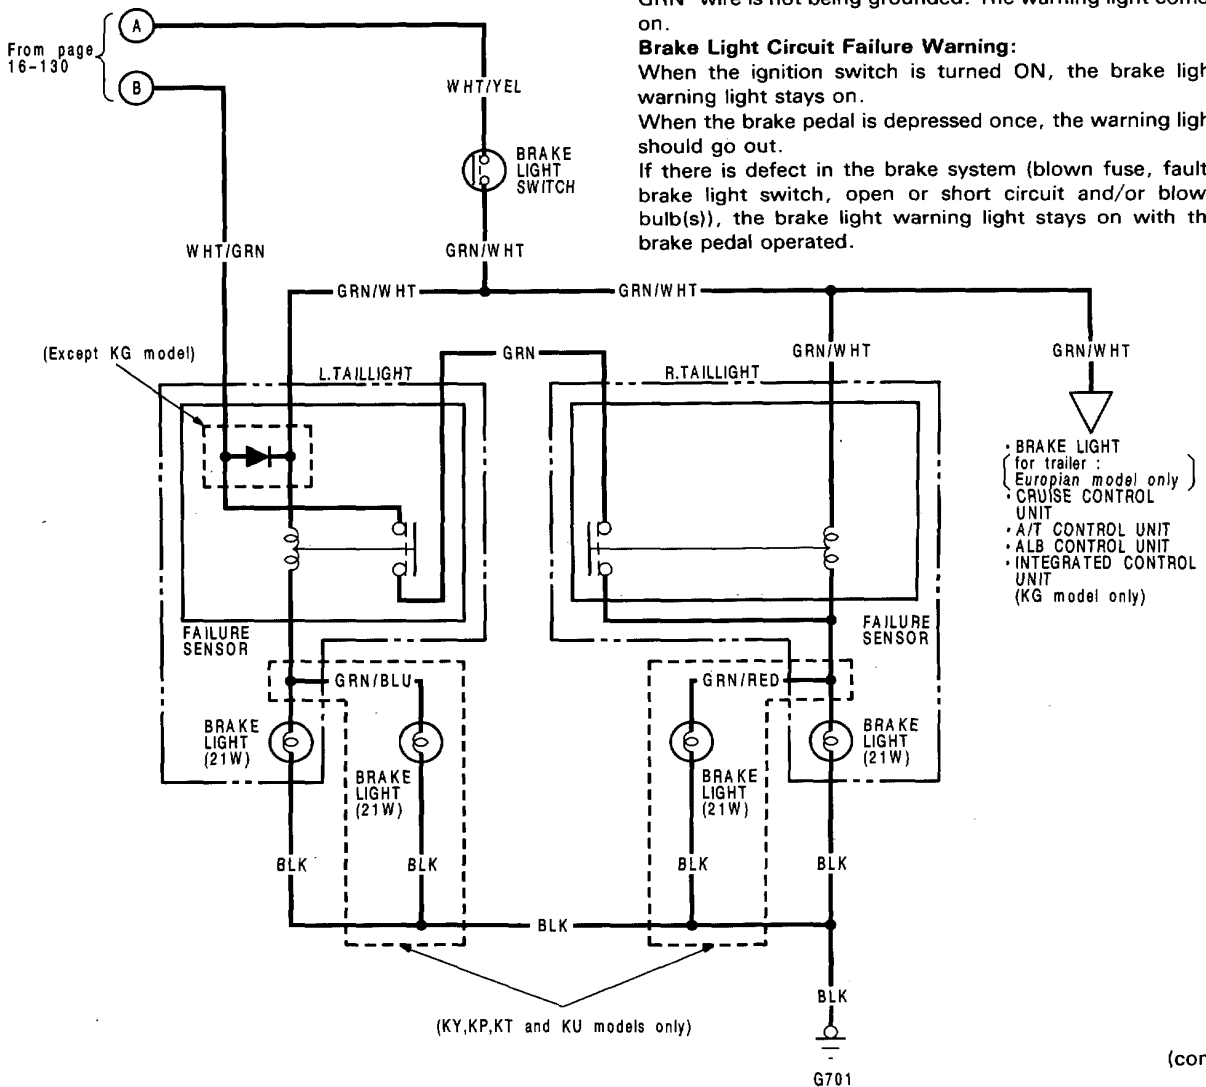 GRN" wire is not being grounded. The warning light come
on.
Brake Light Circuit Failure Warning:
When the ignition switch is turned ON, the brake ligh
warning light stays on.
When the brake pedal is depressed once, the warning ligh
should go out.
If there is defect in the brake system (blown fuse, fault
brake light switch, open or short circuit and/or blow
bulb(s)), the brake light warning light stays on with th
brake pedal operated.
From page
16-130
A
B
WHT/YEL
BRAKE
LIGHT
SWITCH
WHT/GRN
GRN/WHT
GRN/WHT
GRN/WHT
(Except KG model)
GRN
GRN/WHT
GRN/WHT
L.TAILLIGHT
R.TAILLIGHT
· BRAKE LIGHT
for trailer :
Europian model only
· CRUISE CONTROL
UNIT
· A/T CONTROL UNIT
· ALB CONTROL UNIT
· INTEGRATED CONTROL
UNIT
(KG model only)
FAILURE
SENSOR
FAILURE
SENSOR
GRN/BLU
GRN/RED
BRAKE
LIGHT
(21W)
BRAKE
LIGHT
(21W)
BRAKE
LIGHT
(21W)
BRAKE
LIGHT
(21W)
BLK
BLK
BLK
BLK
BLK
BLK
(KY,KP,KT and KU models only)
G701
(con